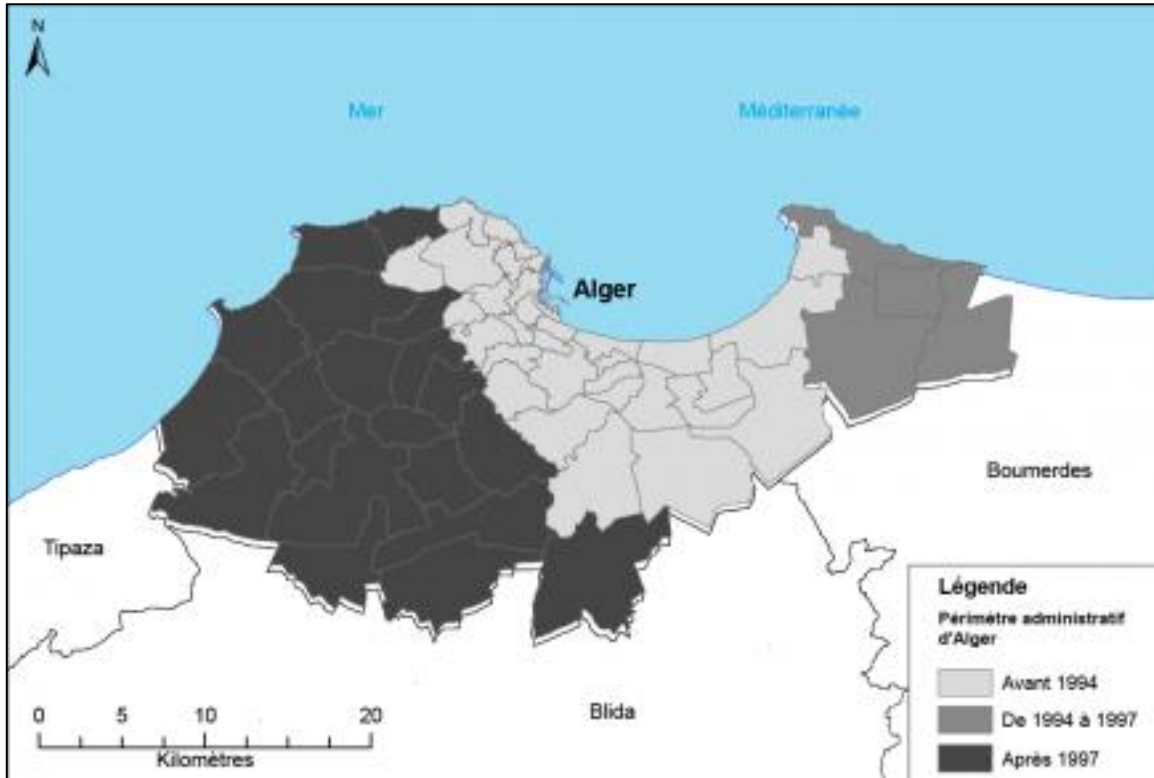 N
Mer
Méditerranée
Alger
Boumerdes
Tipaza
Blida
0 5 10 20
Kilomètres
Légende
Périmètre administratif
d'Alger
Avant 1994
De 1994 à 1997
Après 1997